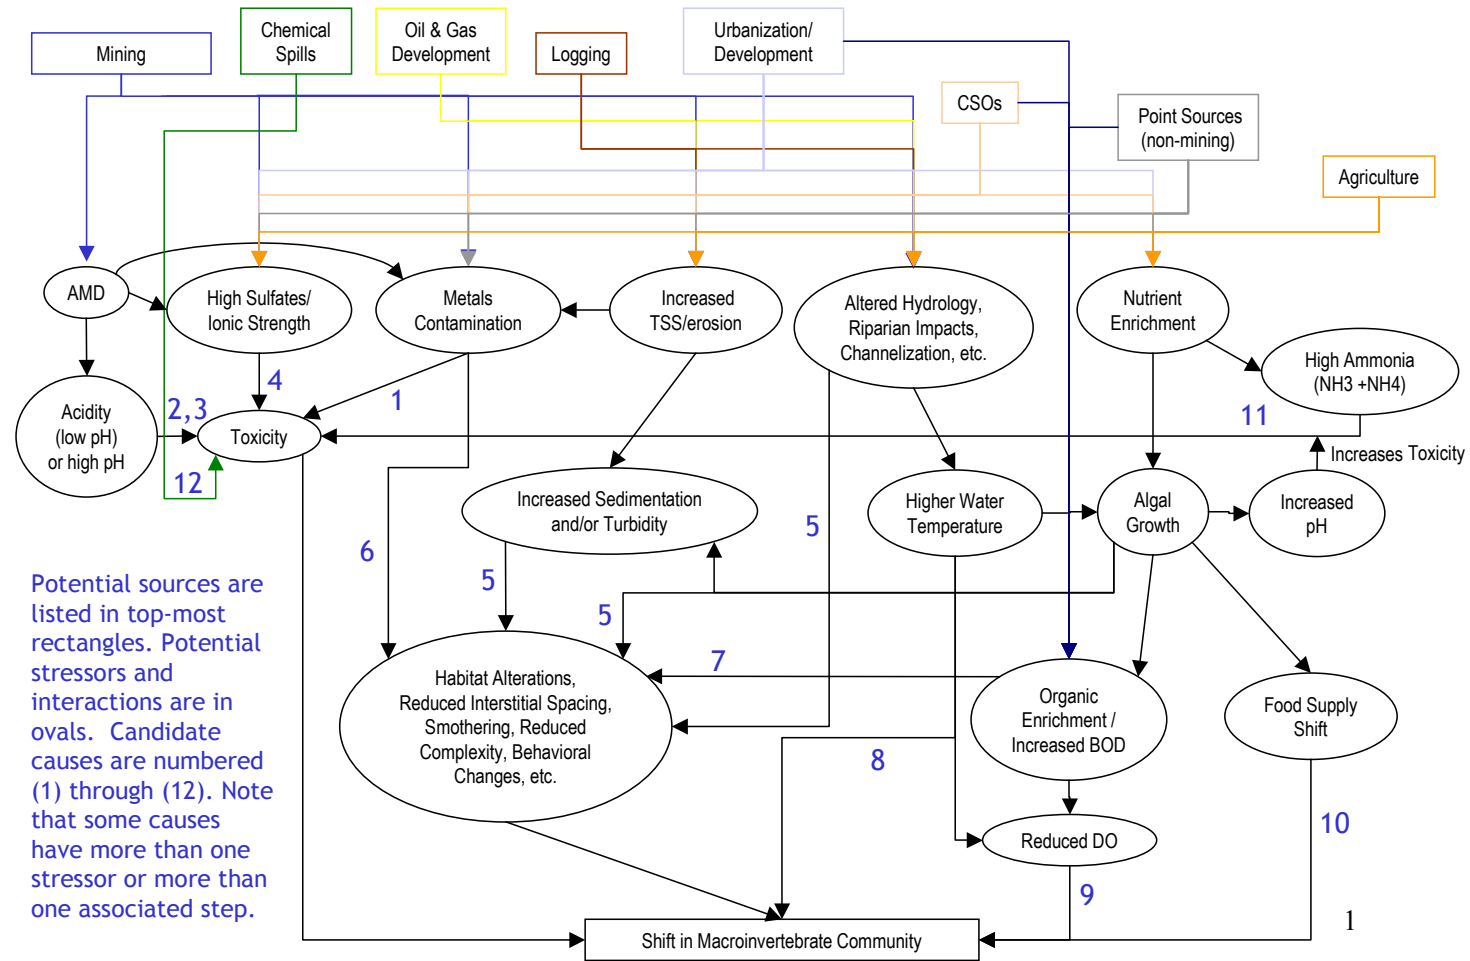 Mining
Chemical
Spills
Oil & Gas
Development
Logging
Urbanization/
Development
CSOs
Point Sources
(non-mining)
Agriculture
AMD
High Sulfates/
Ionic Strength
Metals
Contamination
Increased
TSS/erosion
Altered Hydrology,
Riparian Impacts,
Channelization, etc.
Nutrient
Enrichment
High Ammonia
(NH3 +NH4)
4
1
2,3
11
Acidity
(low pH)
or high pH
Toxicity
Increases Toxicity
12
Increased Sedimentation
and/or Turbidity
Higher Water
Temperature
Algal
Growth
Increased
pH
5
6
5
5
7
Potential sources are
listed in top-most
rectangles. Potential
stressors and
interactions are in
ovals. Candidate
causes are numbered
(1) through (12). Note
that some causes
have more than one
stressor or more than
one associated step.
Habitat Alterations,
Reduced Interstitial Spacing,
Smothering, Reduced
Complexity, Behavioral
Changes, etc.
Organic
Enrichment /
Increased BOD
Food Supply
Shift
8
10
Reduced DO
9
1
Shift in Macroinvertebrate Community